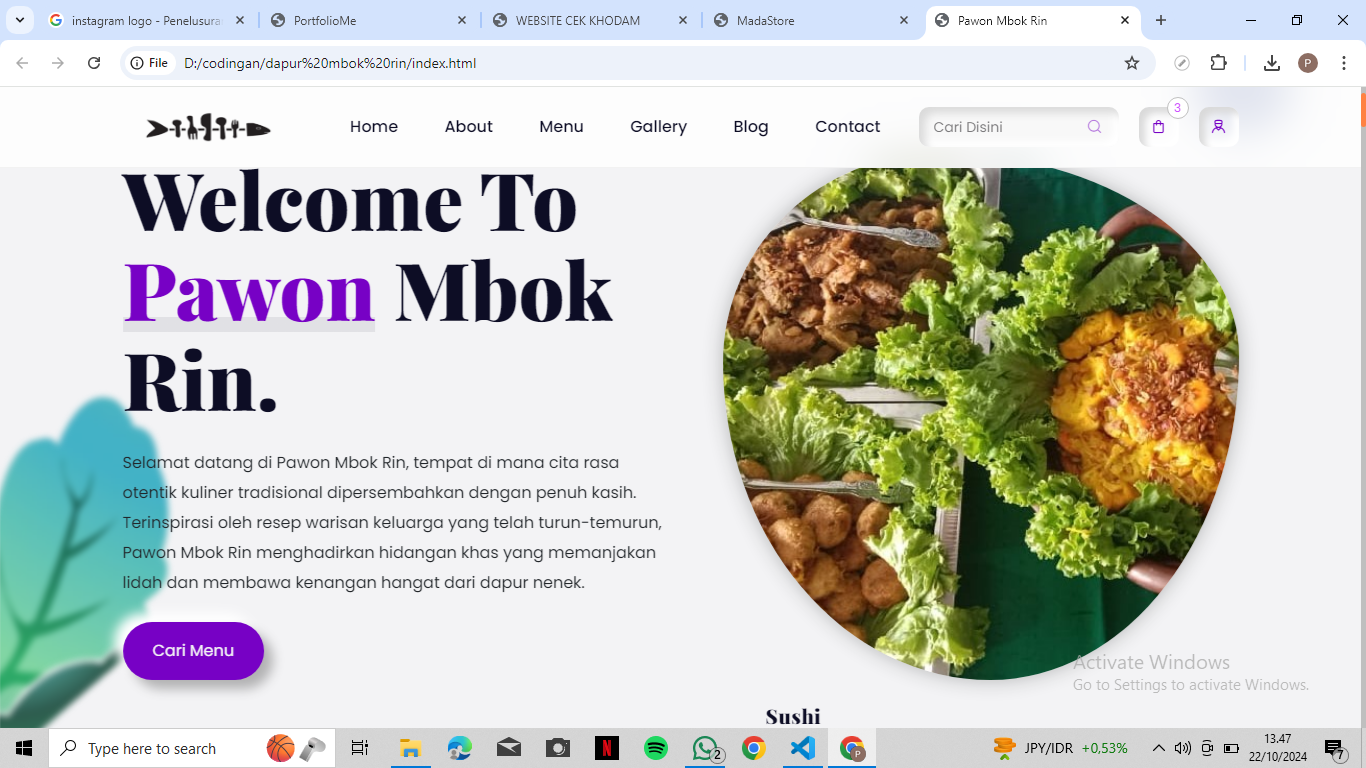 instagram logo - Penelusura
PortfolioMe
WEBSITE CEK KHODAM
MadaStore
Pawon Mbok Rin
File
D:/codingan/dapur%20mbok%20rin/index.html
P
Home
About
Menu
Gallery
Blog
Contact
Cari Disini
3
Welcome To
Pawon Mbok
Rin.
Selamat datang di Pawon Mbok Rin, tempat di mana cita rasa
otentik kuliner tradisional dipersembahkan dengan penuh kasih.
Terinspirasi oleh resep warisan keluarga yang telah turun-temurun,
Pawon Mbok Rin menghadirkan hidangan khas yang memanjakan
lidah dan membawa kenangan hangat dari dapur nenek.
Cari Menu
Activate Windows
Go to Settings to activate Windows.
Sushi
Type here to search
N
2
P
JPY/IDR +0,53%
13.47
22/10/2024
7